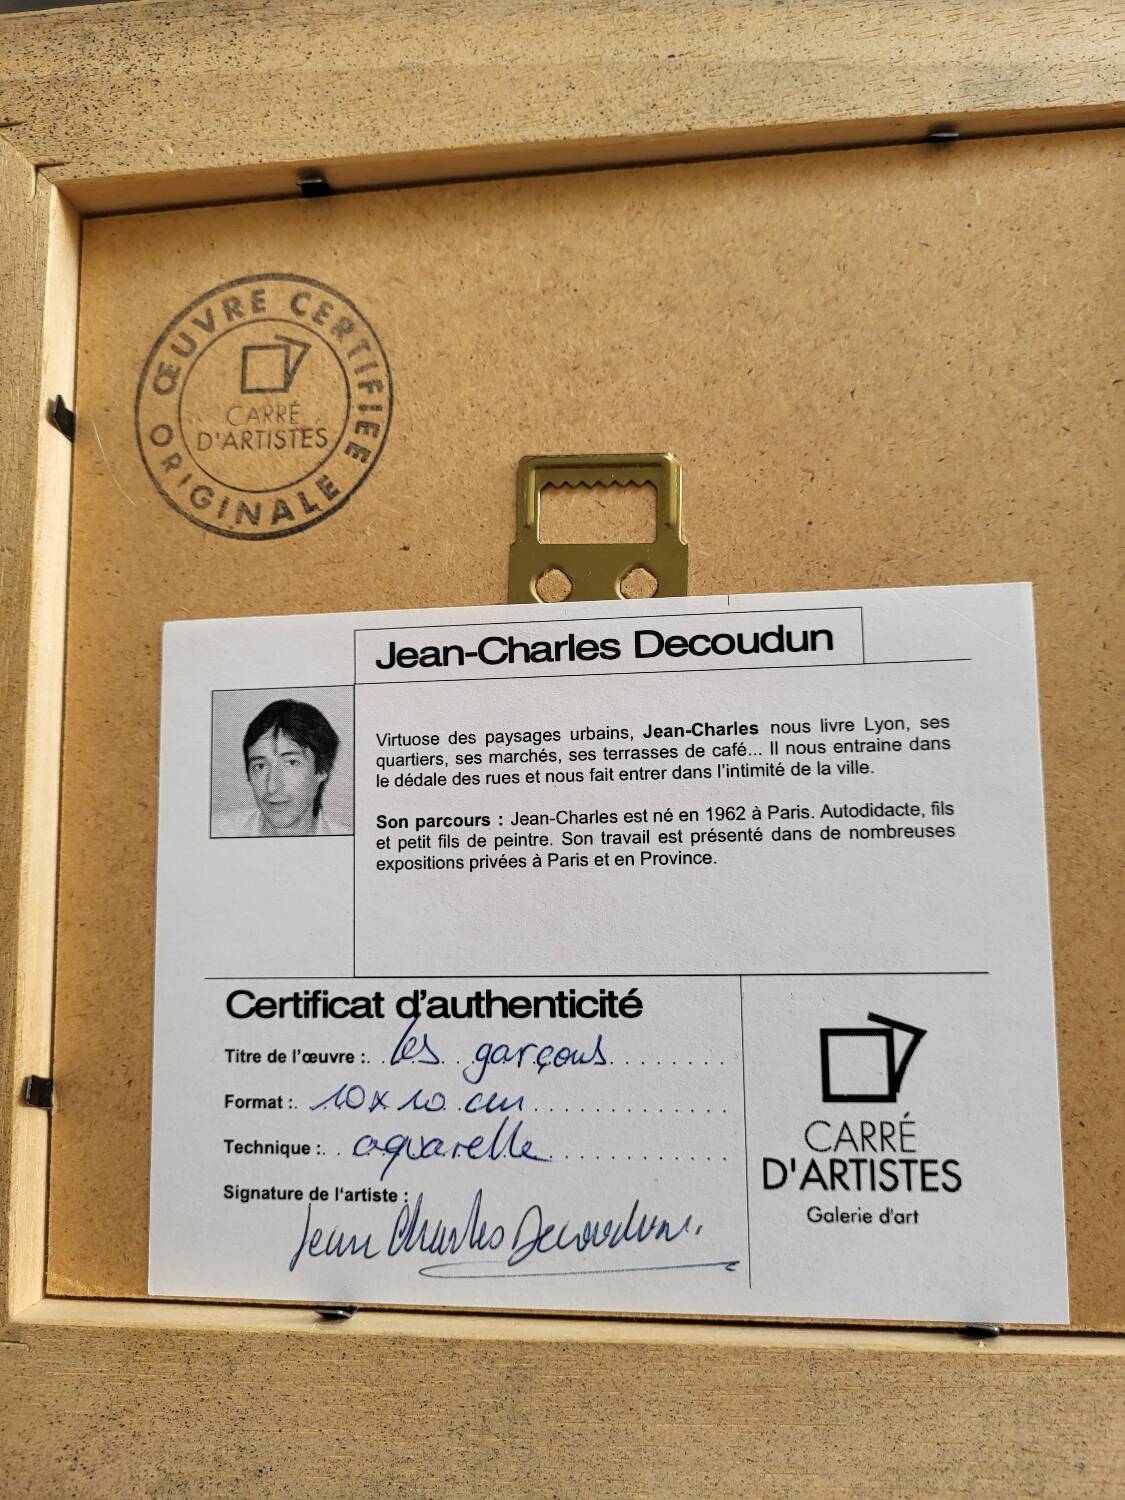 ŒUVRE CERTIFIEE
CARRÉ
D'ARTISTES
ORIGINALE
Jean-Charles Decoudun
Virtuose des paysages urbains, Jean-Charles nous livre Lyon, ses
quartiers, ses marchés, ses terrasses de café... Il nous entraine dans
le dédale des rues et nous fait entrer dans l'intimité de la ville.
Son parcours : Jean-Charles est né en 1962 à Paris. Autodidacte, fils
et petit fils de peintre. Son travail est présenté dans de nombreuses
expositions privées à Paris et en Province.
Certificat d'authenticité
Titre de l'œuvre : les garçons
Format : 10 x 10 cm
Technique : aquarelle
Signature de l'artiste :
Jean Charles Decoudun.
CARRÉ
D'ARTISTES
Galerie d'art